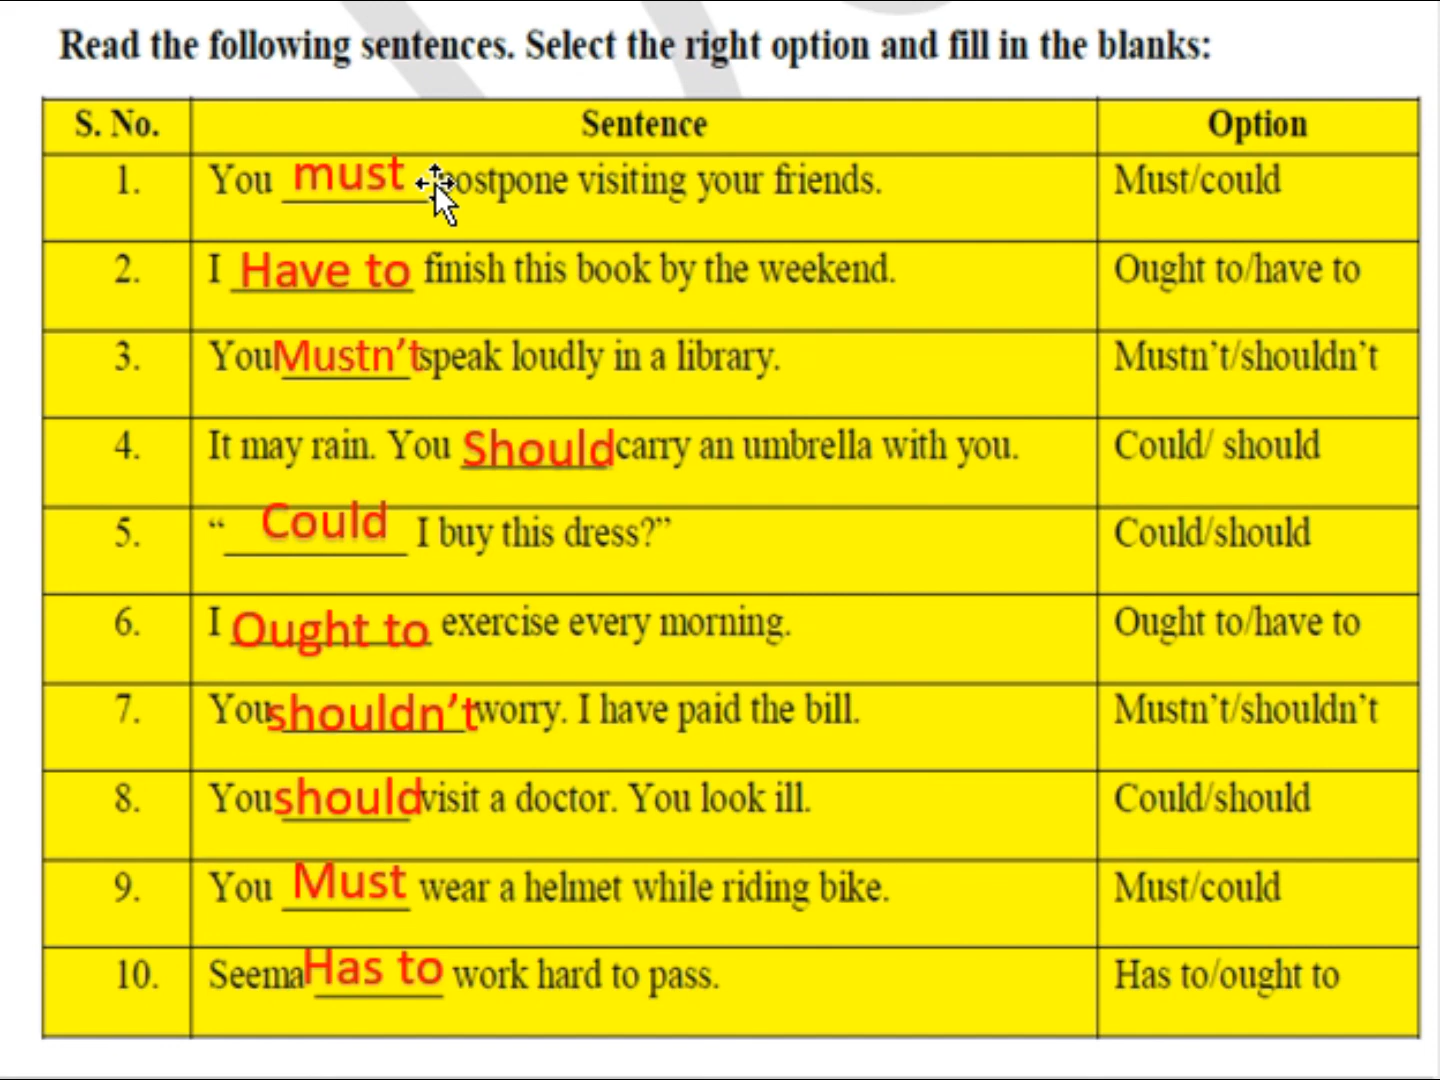 Read the following sentences. Select the right option and fill in the blanks:
S. No. Sentence Option
1. You must postpone visiting your friends. Must/could
2. I Have to finish this book by the weekend. Ought to/have to
3. You Mustn’t speak loudly in a library. Mustn’t/shouldn’t
4. It may rain. You Should carry an umbrella with you. Could/ should
5. “ Could I buy this dress?” Could/should
6. I Ought to exercise every morning. Ought to/have to
7. You shouldn’t worry. I have paid the bill. Mustn’t/shouldn’t
8. You should visit a doctor. You look ill. Could/should
9. You Must wear a helmet while riding bike. Must/could
10. Seema Has to work hard to pass. Has to/ought to